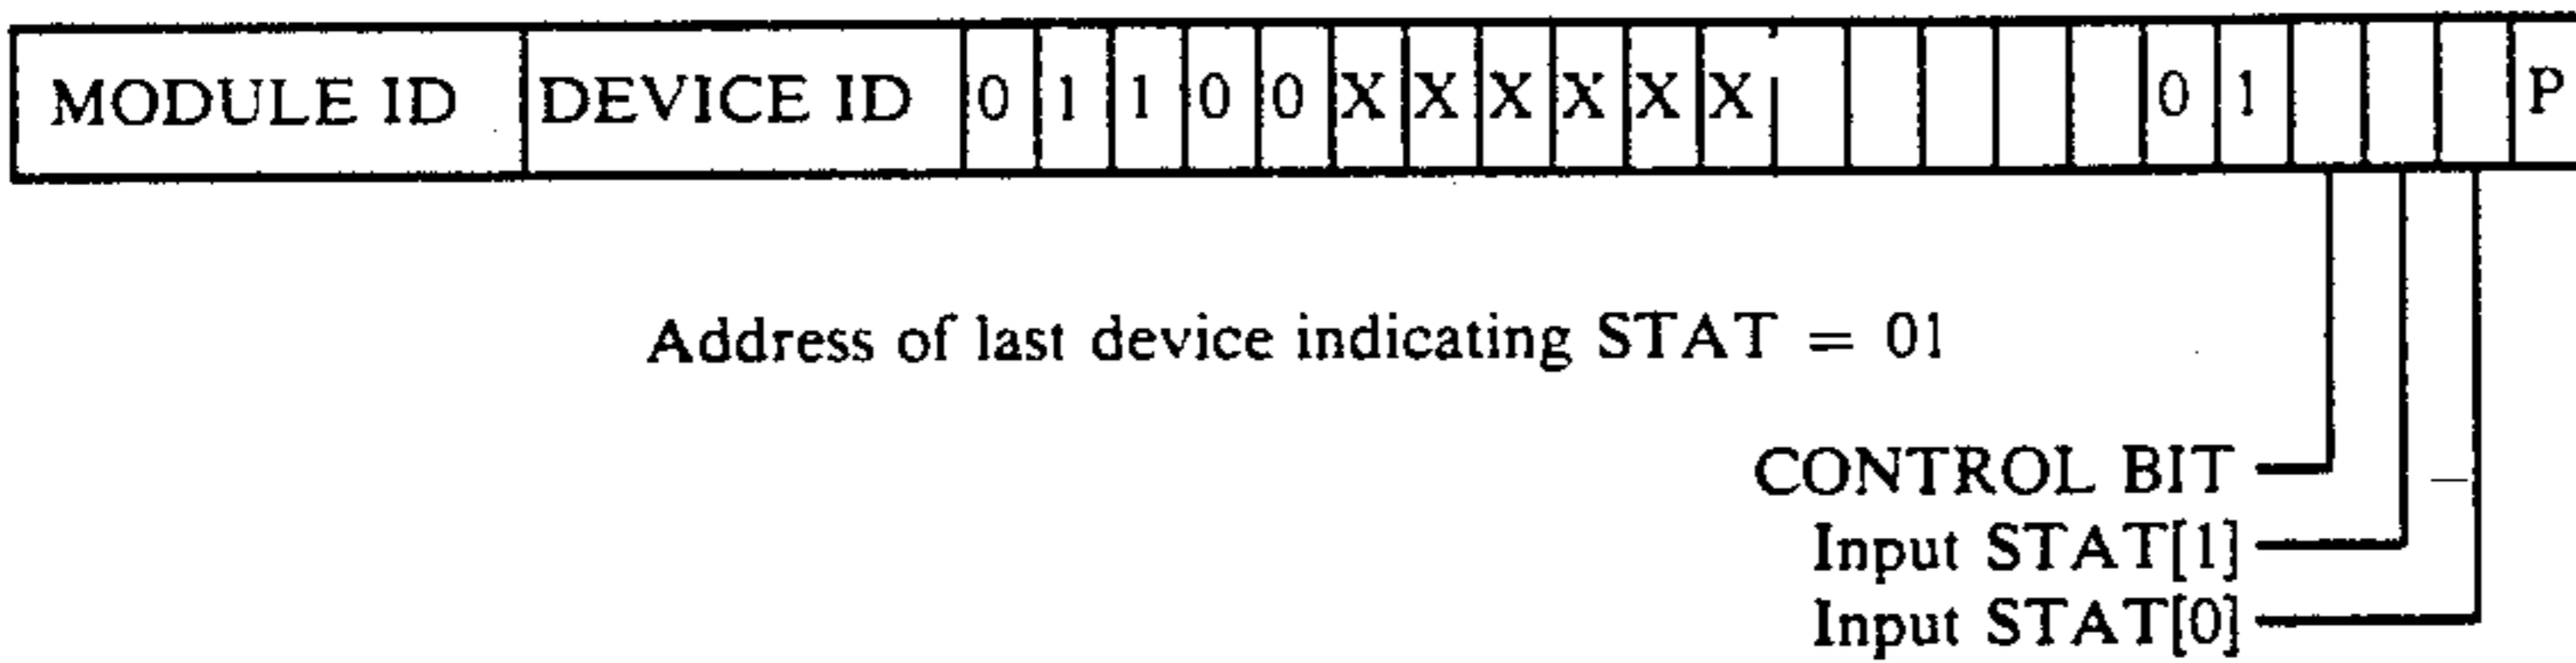 MODULE ID DEVICE ID 0 1 1 0 0 X X X X X X 0 1 P
Address of last device indicating STAT = 01
CONTROL BIT
Input STAT[1]
Input STAT[0]